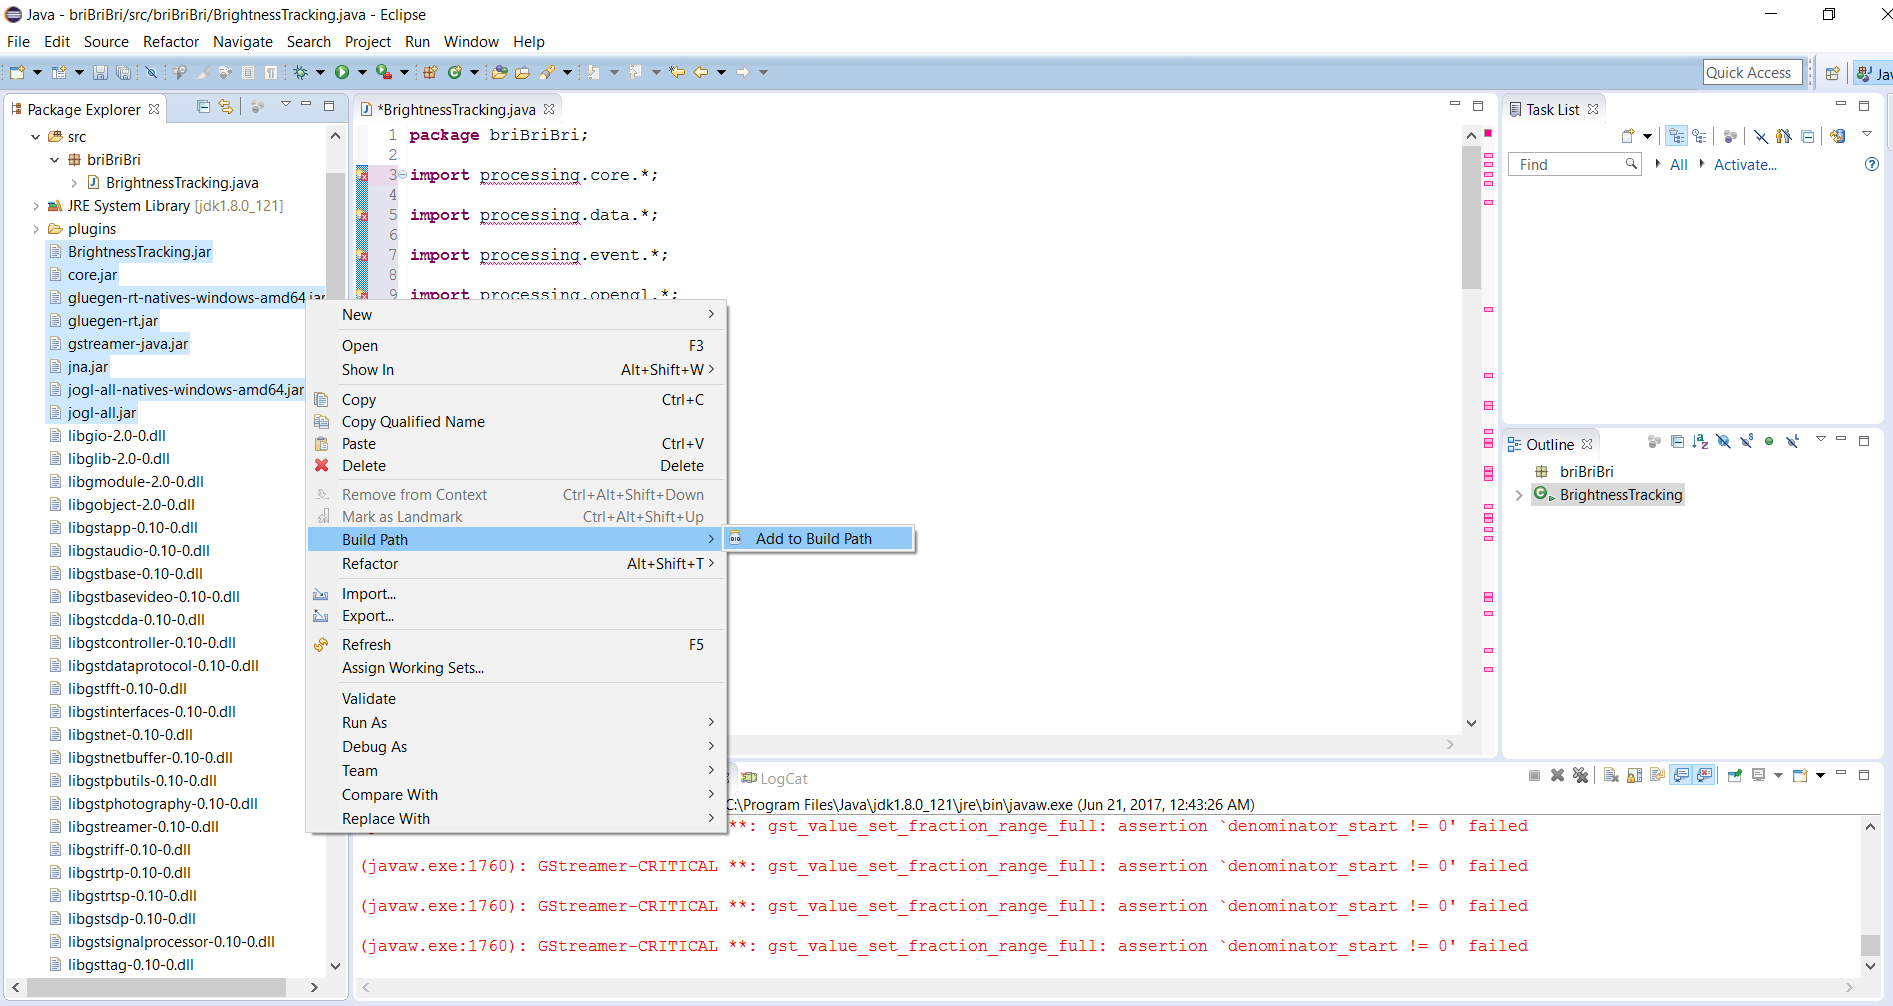 Java - briBriBri/src/briBriBri/BrightnessTracking.java - Eclipse
File Edit Source Refactor Navigate Search Project Run Window Help
Quick Access
Package Explorer
src
briBriBri
BrightnessTracking.java
JRE System Library [jdk1.8.0_121]
plugins
BrightnessTracking.jar
core.jar
gluegen-rt-natives-windows-amd64.jar
gluegen-rt.jar
gstreamer-java.jar
jna.jar
jogl-all-natives-windows-amd64.jar
jogl-all.jar
libgio-2.0-0.dll
libglib-2.0-0.dll
libgmodule-2.0-0.dll
libgobject-2.0-0.dll
libgstapp-0.10-0.dll
libgstaudio-0.10-0.dll
libgstbase-0.10-0.dll
libgstbasevideo-0.10-0.dll
libgstcdda-0.10-0.dll
libgstcontroller-0.10-0.dll
libgstdataprotocol-0.10-0.dll
libgstfft-0.10-0.dll
libgstinterfaces-0.10-0.dll
libgstnet-0.10-0.dll
libgstnetbuffer-0.10-0.dll
libgstpbutils-0.10-0.dll
libgstphotography-0.10-0.dll
libgstreamer-0.10-0.dll
libgstriff-0.10-0.dll
libgstrtp-0.10-0.dll
libgstrtsp-0.10-0.dll
libgstsdp-0.10-0.dll
libgstsignalprocessor-0.10-0.dll
libgsttag-0.10-0.dll
*BrightnessTracking.java
1 package briBriBri;
2
3 import processing.core.*;
4
5 import processing.data.*;
6
7 import processing.event.*;
8
9 import processing.opengl.*;
New
Open F3
Show In Alt+Shift+W
Copy Ctrl+C
Copy Qualified Name
Paste Ctrl+V
Delete Delete
Remove from Context Ctrl+Alt+Shift+Down
Mark as Landmark Ctrl+Alt+Shift+Up
Build Path
Add to Build Path
Refactor Alt+Shift+T
Import...
Export...
Refresh F5
Assign Working Sets...
Validate
Run As
Debug As
Team
Compare With
Replace With
Task List
Find
All
Activate...
Outline
briBriBri
BrightnessTracking
LogCat
C:\Program Files\Java\jdk1.8.0_121\jre\bin\javaw.exe (Jun 21, 2017, 12:43:26 AM)
**: gst_value_set_fraction_range_full: assertion `denominator_start != 0' failed
(javaw.exe:1760): GStreamer-CRITICAL **: gst_value_set_fraction_range_full: assertion `denominator_start != 0' failed
(javaw.exe:1760): GStreamer-CRITICAL **: gst_value_set_fraction_range_full: assertion `denominator_start != 0' failed
(javaw.exe:1760): GStreamer-CRITICAL **: gst_value_set_fraction_range_full: assertion `denominator_start != 0' failed